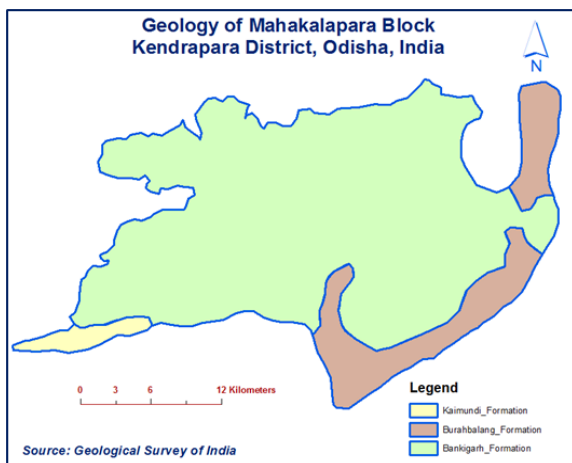 Geology of Mahakalapara Block
Kendrapara District, Odisha, India
N
0 3 6 12 Kilometers
Legend
Kaimundi_Formation
Burahbalang_Formation
Bankigarh_Formation
Source: Geological Survey of India